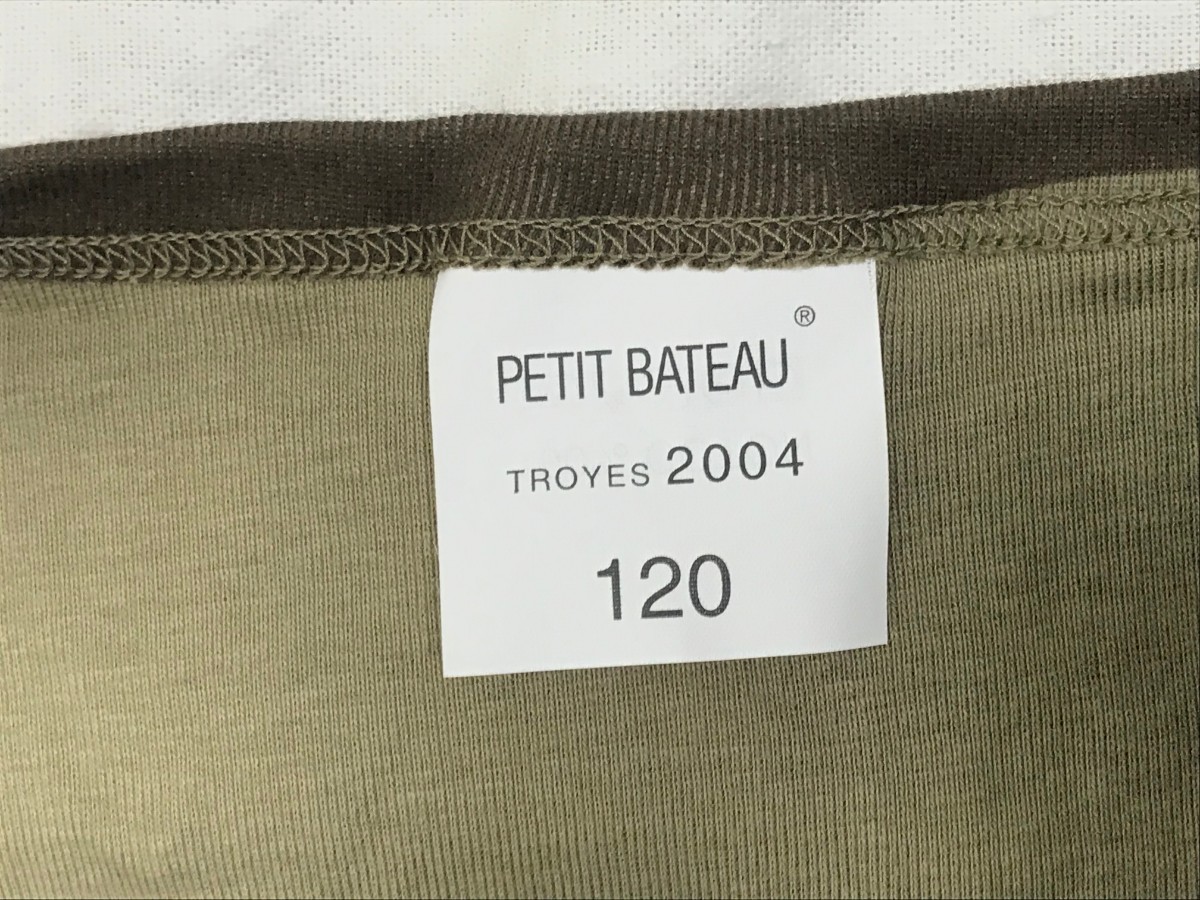 ®
PETIT BATEAU
TROYES 2004
120